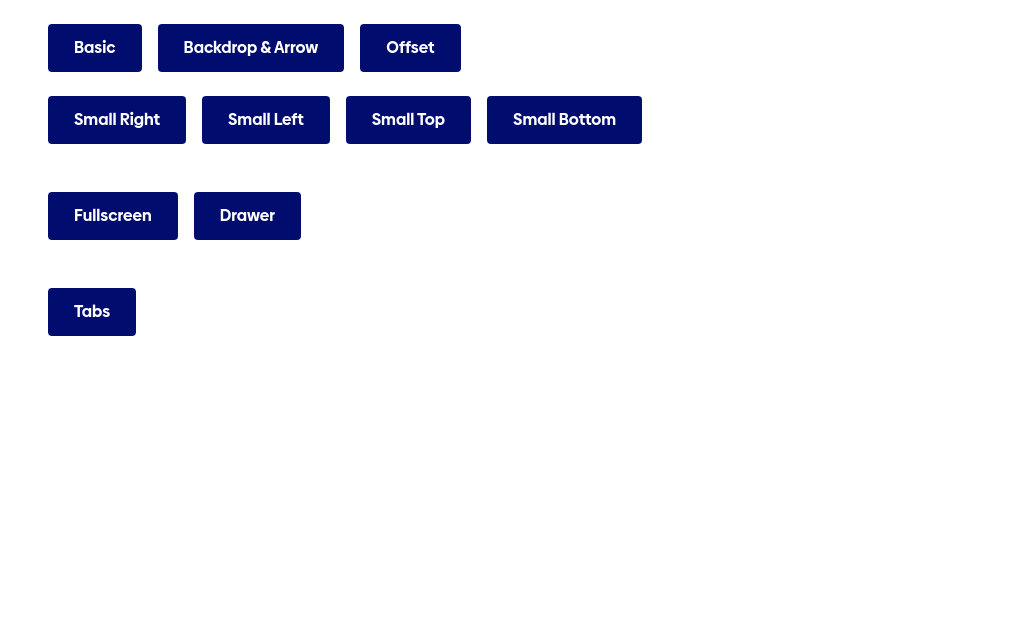 Basic Backdrop & Arrow Offset
Small Right Small Left Small Top Small Bottom
Fullscreen Drawer
Tabs